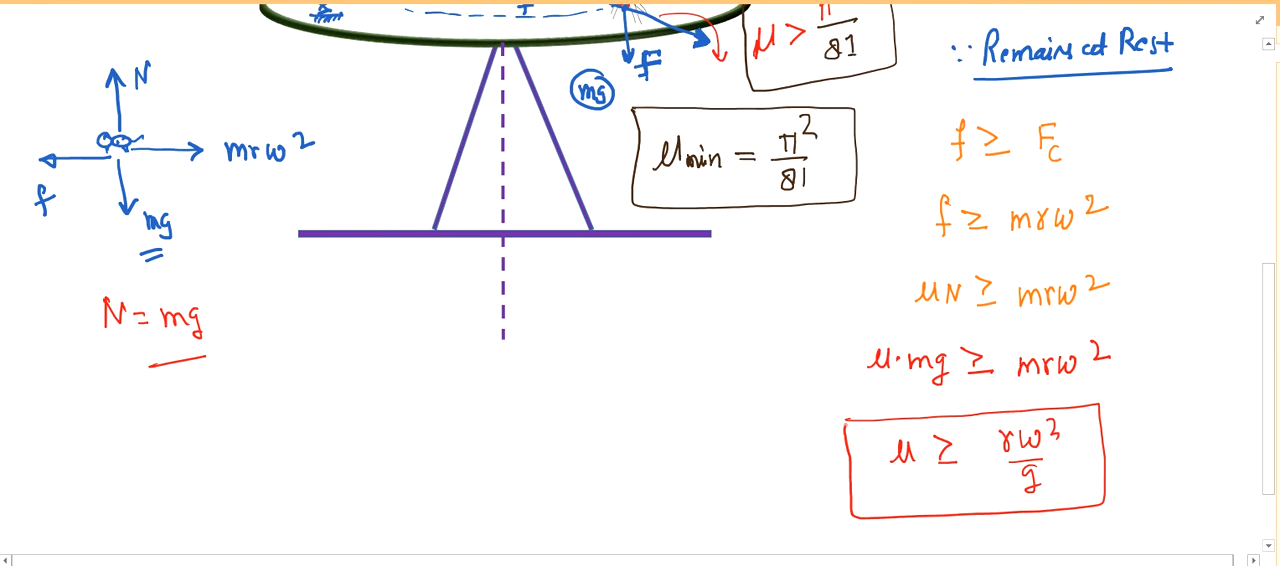 μ > π/81
∵ Remains at Rest
f
mg
N
mrω²
f
mg
μmin = π²/81
f ≥ Fc
f ≥ mrω²
μN ≥ mrω²
N = mg
μ·mg ≥ mrω²
μ ≥ rω²/g